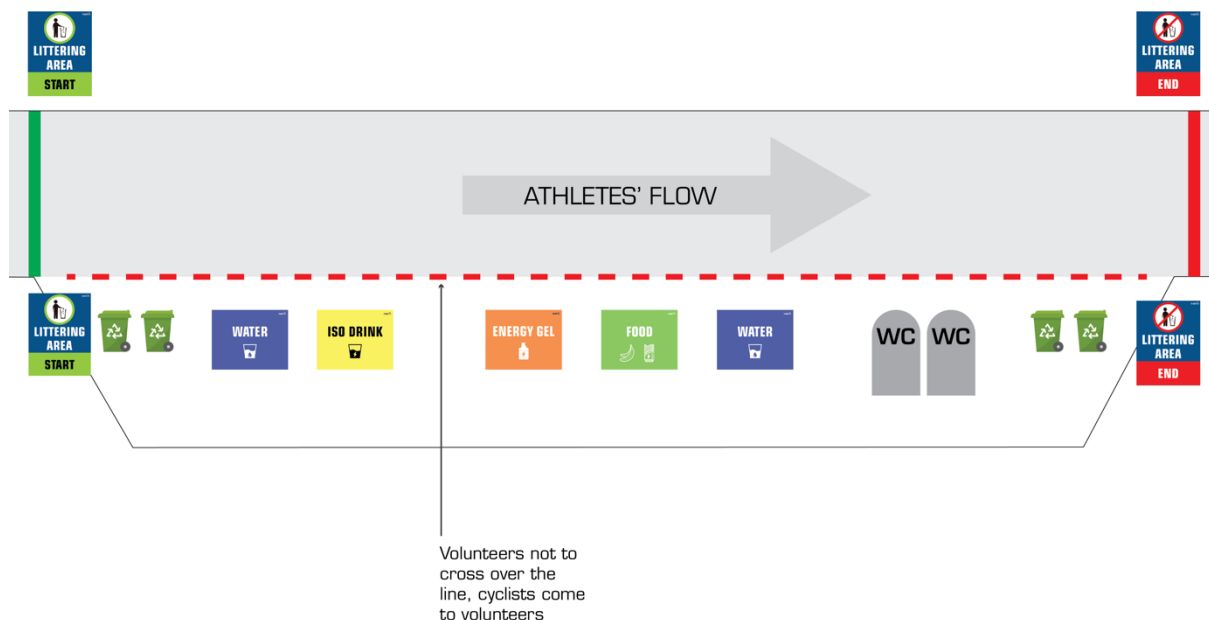 LITTERING
AREA
START
LITTERING
AREA
END
ATHLETES' FLOW
LITTERING
AREA
START
WATER
ISO DRINK
ENERGY GEL
FOOD
WATER
WC
WC
LITTERING
AREA
END
Volunteers not to
cross over the
line, cyclists come
to volunteers